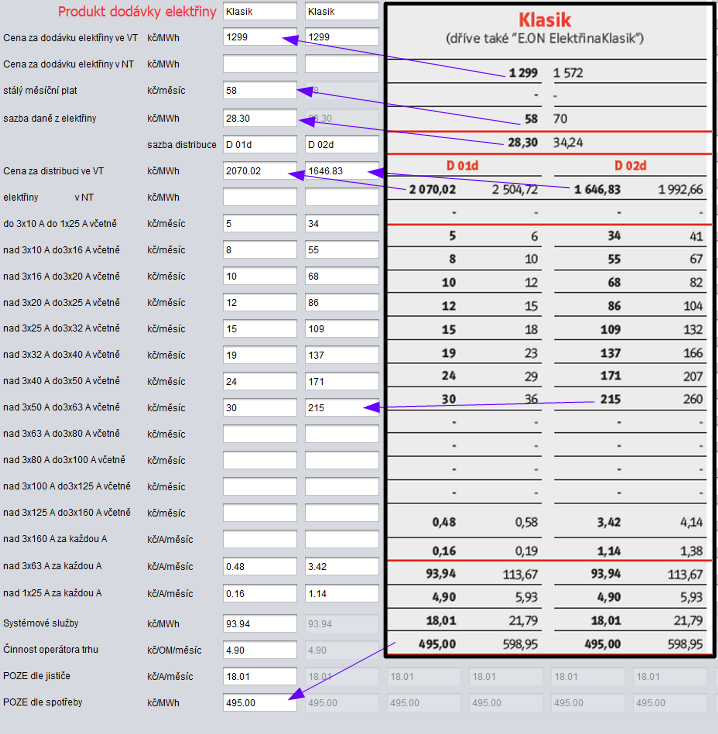 Produkt dodávky elektřiny Klasik Klasik
Cena za dodávku elektřiny ve VT kč/MWh 1299 1299
Cena za dodávku elektřiny v NT kč/MWh
stálý měsíční plat kč/měsíc 58
sazba daně z elektřiny kč/MWh 28.30 28.30
sazba distribuce D 01d D 02d
Cena za distribuci ve VT kč/MWh 2070.02 1646.83
elektřiny v NT kč/MWh
do 3x10 A do 1x25 A včetně kč/měsíc 5 34
nad 3x10 A do3x16 A včetně kč/měsíc 8 55
nad 3x16 A do3x20 A včetně kč/měsíc 10 68
nad 3x20 A do3x25 A včetně kč/měsíc 12 86
nad 3x25 A do3x32 A včetně kč/měsíc 15 109
nad 3x32 A do3x40 A včetně kč/měsíc 19 137
nad 3x40 A do3x50 A včetně kč/měsíc 24 171
nad 3x50 A do3x63 A včetně kč/měsíc 30 215
nad 3x63 A do3x80 A včetně kč/měsíc
nad 3x80 A do3x100 A včetně kč/měsíc
nad 3x100 A do3x125 A včetně kč/měsíc
nad 3x125 A do3x160 A včetně kč/měsíc
nad 3x160 A za každou A kč/A/měsíc
nad 3x63 A za každou A kč/A/měsíc 0.48 3.42
nad 1x25 A za každou A kč/A/měsíc 0.16 1.14
Systémové služby kč/MWh 93.94 93.94
Činnost operátora trhu kč/OM/měsíc 4.90 4.90
POZE dle jističe kč/A/měsíc 18.01 18.01 18.01 18.01 18.01 18.01
POZE dle spotřeby kč/MWh 495.00 495.00 495.00 495.00 495.00 495.00
Klasik
(dříve také "E.ON ElektřinaKlasik")
1 299 1 572
- -
58 70
28,30 34,24
D 01d D 02d
2 070,02 2 504,72 1 646,83 1 992,66
- - - -
5 6 34 41
8 10 55 67
10 12 68 82
12 15 86 104
15 18 109 132
19 23 137 166
24 29 171 207
30 36 215 260
- - - -
- - - -
- - - -
- - - -
0,48 0,58 3,42 4,14
0,16 0,19 1,14 1,38
93,94 113,67 93,94 113,67
4,90 5,93 4,90 5,93
18,01 21,79 18,01 21,79
495,00 598,95 495,00 598,95